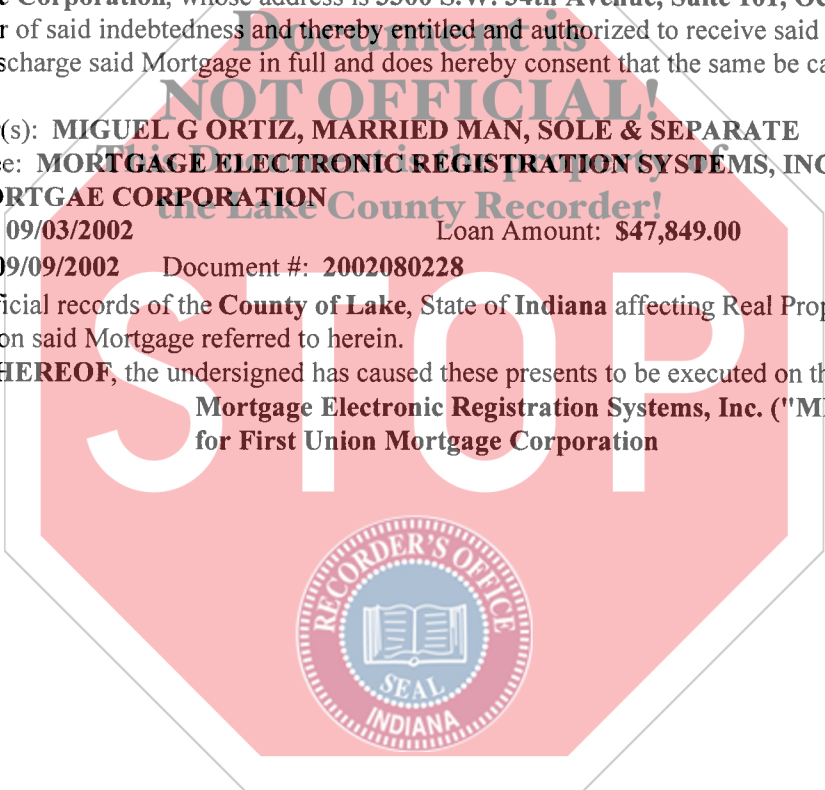 Corporation, whose address is 3300 S.W. 34th Avenue, Suite 101,
r of said indebtedness and thereby entitled and authorized to receive said
scharge said Mortgage in full and does hereby consent that the same be ca
(s): MIGUEL G ORTIZ, MARRIED MAN, SOLE & SEPARATE
ee: MORTGAGE ELECTRONIC REGISTRATION SYSTEMS, INC
ORTGAE CORPORATION
09/03/2002 Loan Amount: $47,849.00
09/09/2002 Document #: 2002080228
ficial records of the County of Lake, State of Indiana affecting Real Prop
on said Mortgage referred to herein.
HEREOF, the undersigned has caused these presents to be executed on th
Mortgage Electronic Registration Systems, Inc. ("M
for First Union Mortgage Corporation
Document is
NOT OFFICIAL!
This Document is the property of
the Lake County Recorder!
STOP
RECORDER'S OFFICE
SEAL
INDIANA